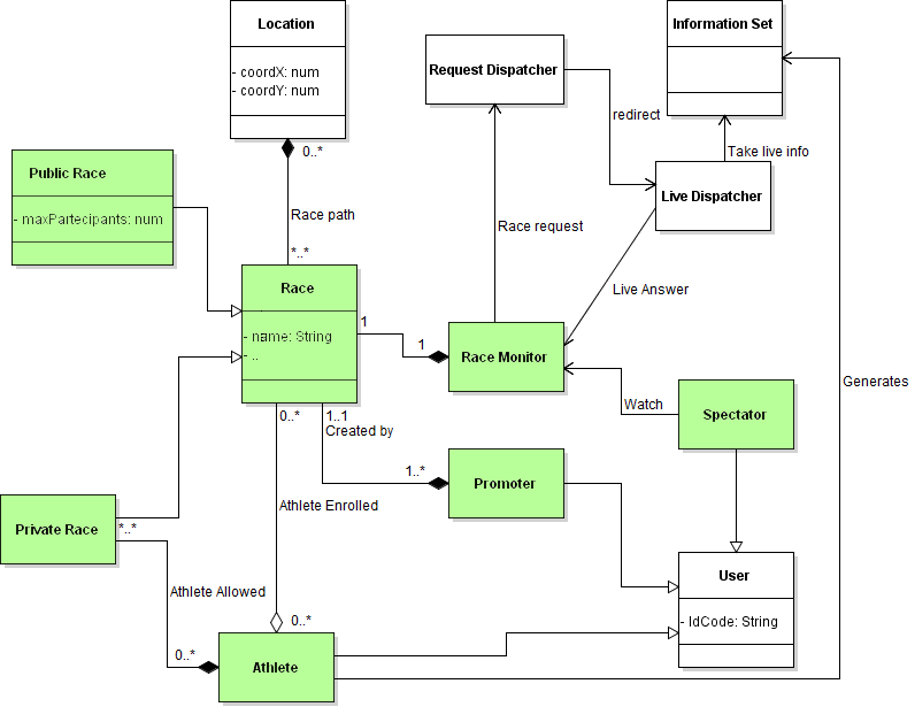 Location
- coordX: num
- coordY: num
0..*
Race path
*..*
Request Dispatcher
Information Set
redirect
Take live info
Live Dispatcher
Race request
Live Answer
Public Race
- maxPartecipants: num
Race
- name: String
- ..
1
1
Race Monitor
Generates
Watch
Spectator
0..*
1..1
Created by
1..*
Promoter
Athlete Enrolled
Private Race
*..*
Athlete Allowed
User
- IdCode: String
0..*
0..*
Athlete